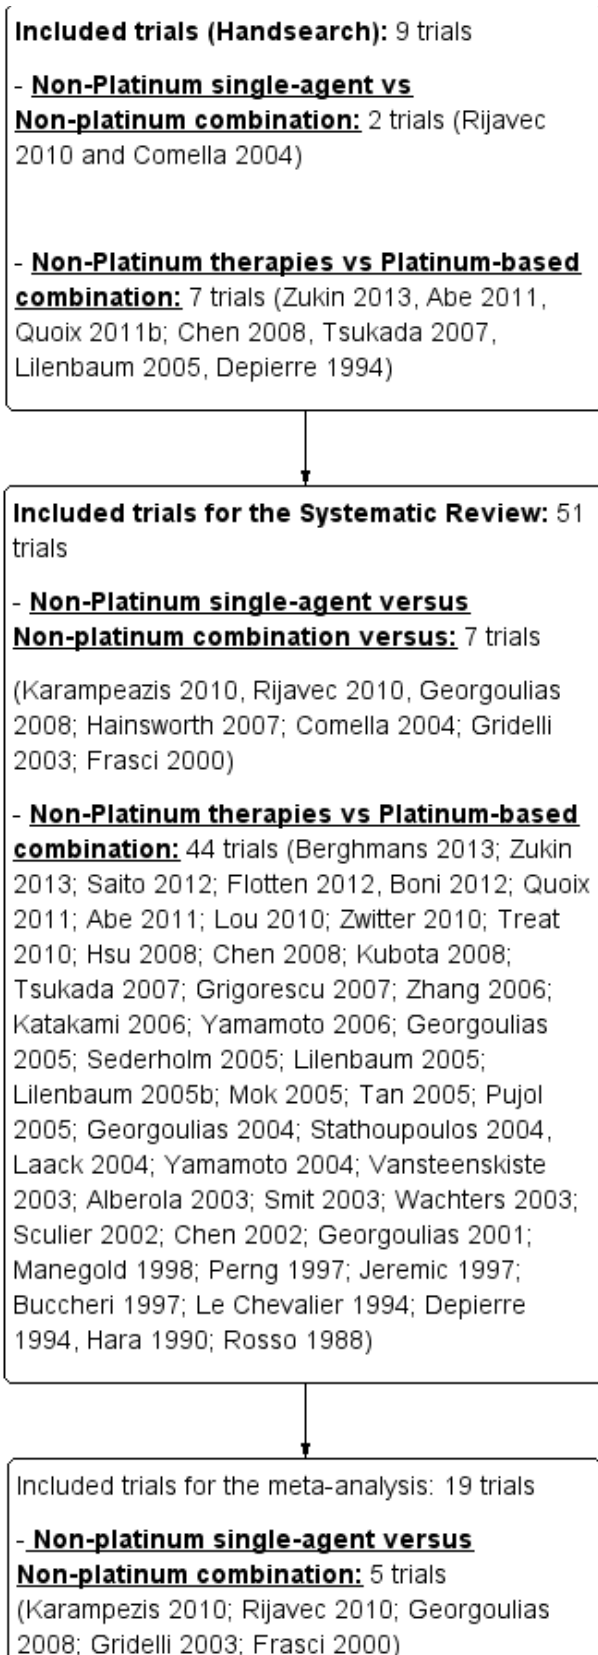 Included trials (Handsearch): 9 trials
- Non-Platinum single-agent vs
Non-platinum combination: 2 trials (Rijavec
2010 and Comella 2004)
- Non-Platinum therapies vs Platinum-based
combination: 7 trials (Zukin 2013, Abe 2011,
Quoix 2011b; Chen 2008, Tsukada 2007,
Lilenbaum 2005, Depierre 1994)
Included trials for the Systematic Review: 51
trials
- Non-Platinum single-agent versus
Non-platinum combination versus: 7 trials
(Karampeazis 2010, Rijavec 2010, Georgoulias
2008; Hainsworth 2007; Comella 2004; Gridelli
2003; Frasci 2000)
- Non-Platinum therapies vs Platinum-based
combination: 44 trials (Berghmans 2013; Zukin
2013; Saito 2012; Flotten 2012, Boni 2012; Quoix
2011; Abe 2011; Lou 2010; Zwitter 2010; Treat
2010; Hsu 2008; Chen 2008; Kubota 2008;
Tsukada 2007; Grigorescu 2007; Zhang 2006;
Katakami 2006; Yamamoto 2006; Georgoulias
2005; Sederholm 2005; Lilenbaum 2005;
Lilenbaum 2005b; Mok 2005; Tan 2005; Pujol
2005; Georgoulias 2004; Stathoupoulos 2004,
Laack 2004; Yamamoto 2004; Vansteenskiste
2003; Alberola 2003; Smit 2003; Wachters 2003;
Sculier 2002; Chen 2002; Georgoulias 2001;
Manegold 1998; Perng 1997; Jeremic 1997;
Buccheri 1997; Le Chevalier 1994; Depierre
1994, Hara 1990; Rosso 1988)
Included trials for the meta-analysis: 19 trials
- Non-platinum single-agent versus
Non-platinum combination: 5 trials
(Karampezis 2010; Rijavec 2010; Georgoulias
2008; Gridelli 2003; Frasci 2000)